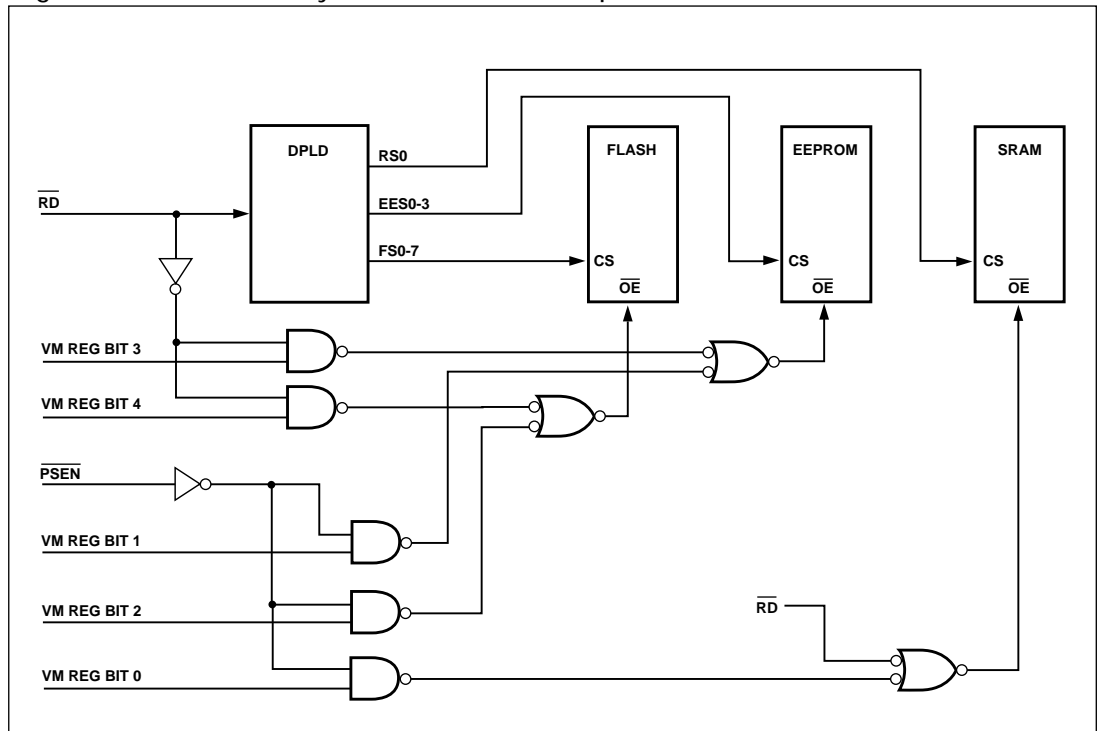 DPLD
RS0
EES0-3
FS0-7
FLASH
CS
OE
EEPROM
CS
OE
SRAM
CS
OE
RD
VM REG BIT 3
VM REG BIT 4
PSEN
VM REG BIT 1
VM REG BIT 2
RD
VM REG BIT 0